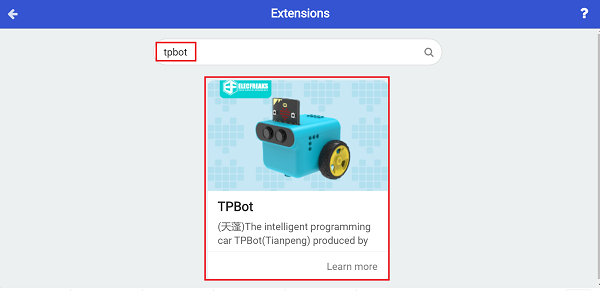 Extensions
?
tpbot
ELECFREAKS
TPBot
(天蓬)The intelligent programming
car TPBot(Tianpeng) produced by
Learn more